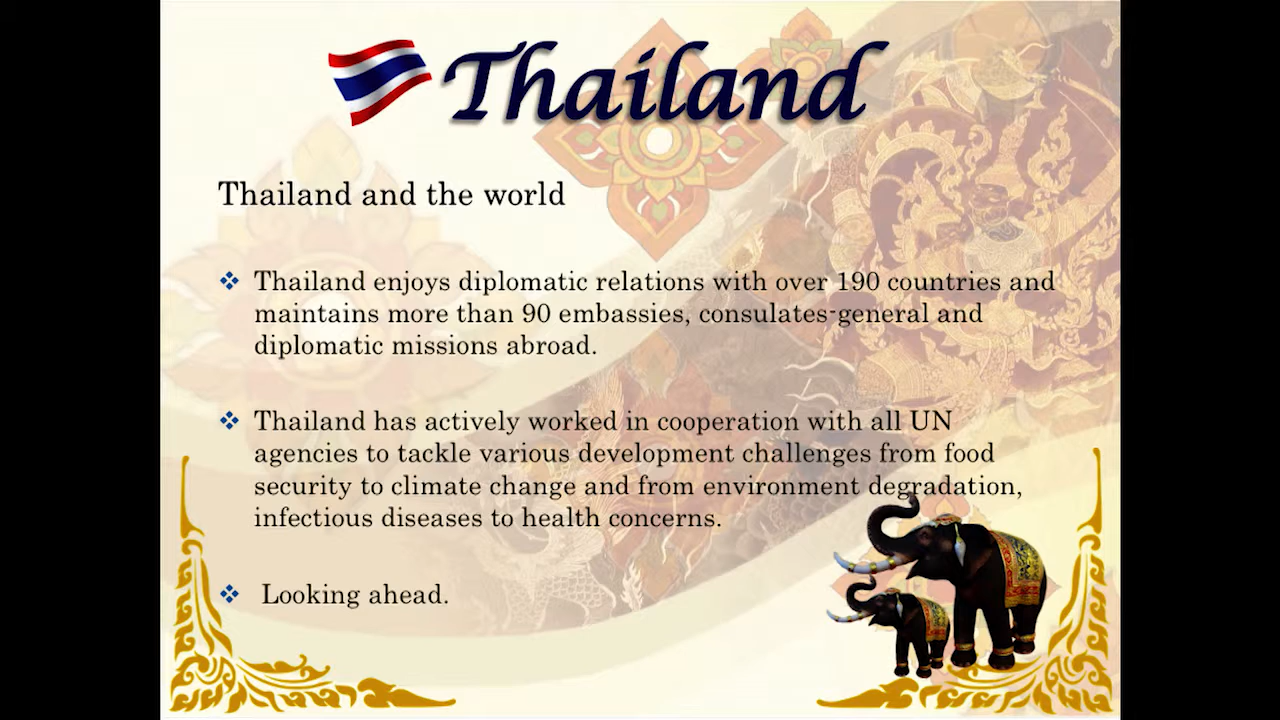 Thailand
Thailand and the world
❖ Thailand enjoys diplomatic relations with over 190 countries and
maintains more than 90 embassies, consulates-general and
diplomatic missions abroad.
❖ Thailand has actively worked in cooperation with all UN
agencies to tackle various development challenges from food
security to climate change and from environment degradation,
infectious diseases to health concerns.
❖ Looking ahead.